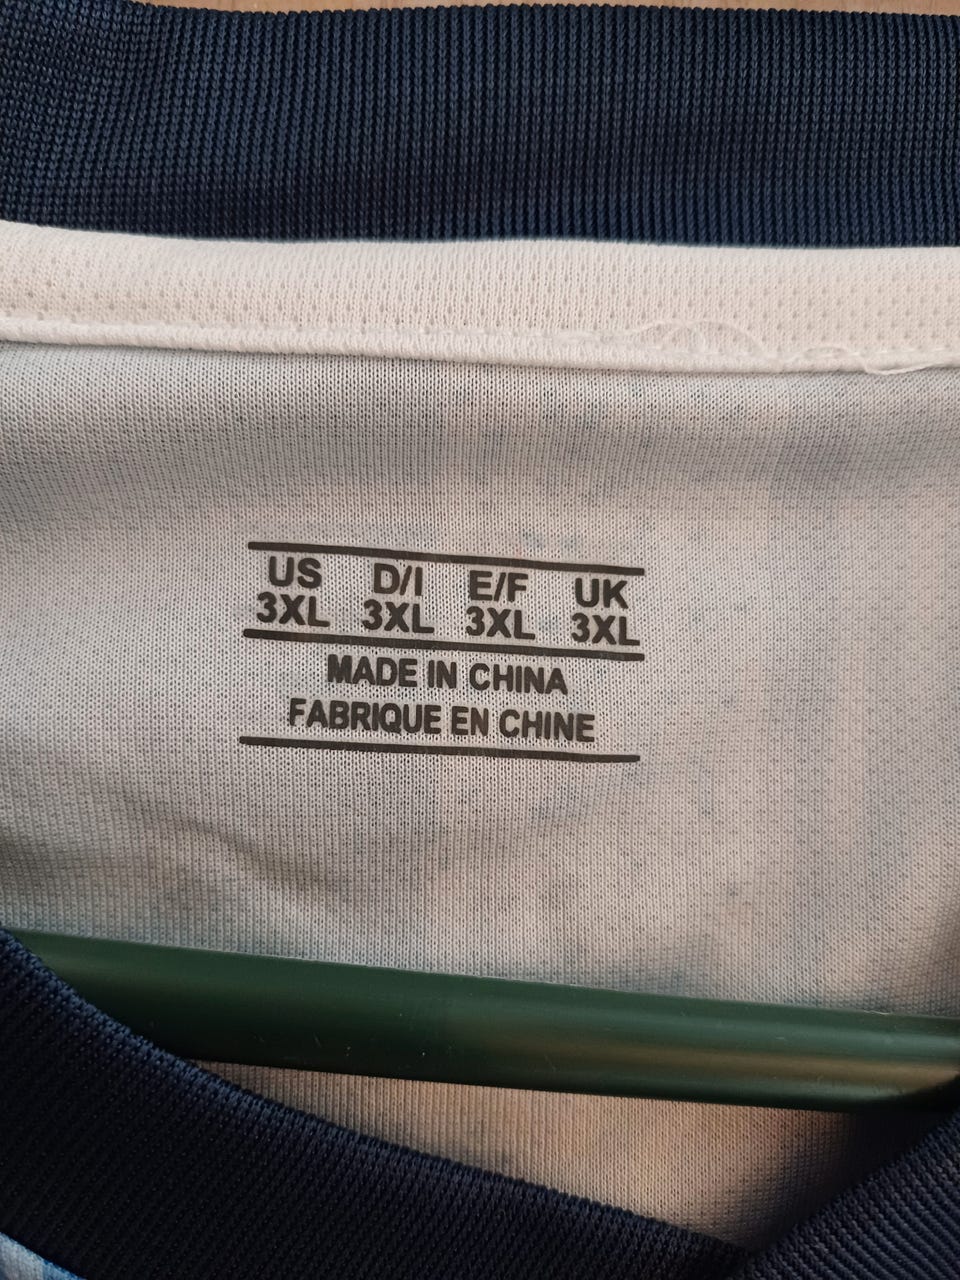 US D/I E/F UK
3XL 3XL 3XL 3XL
MADE IN CHINA
FABRIQUE EN CHINE